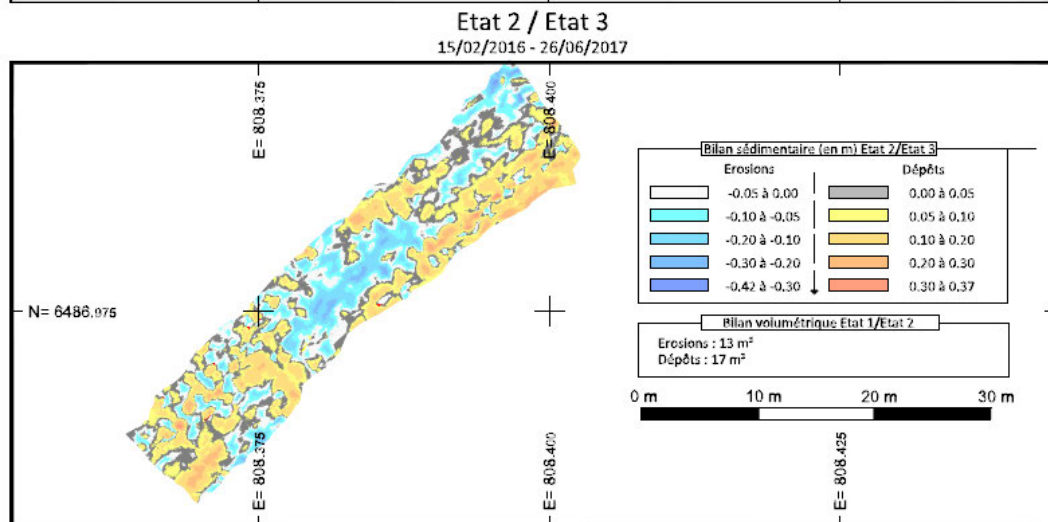 Etat 2 / Etat 3
15/02/2016 - 26/06/2017
E= 808.375
E= 808.400
Bilan sédimentaire (en m) Etat 2/Etat 3
Erosions Dépôts
-0.05 à 0.00 0.00 à 0.05
-0.10 à -0.05 0.05 à 0.10
-0.20 à -0.10 0.10 à 0.20
-0.30 à -0.20 0.20 à 0.30
-0.42 à -0.30 0.30 à 0.37
N= 6486.975
Bilan volumétrique Etat 1/Etat 2
Erosions : 13 m³
Dépôts : 17 m³
0 m 10 m 20 m 30 m
E= 808.375
E= 808.400
E= 808.425